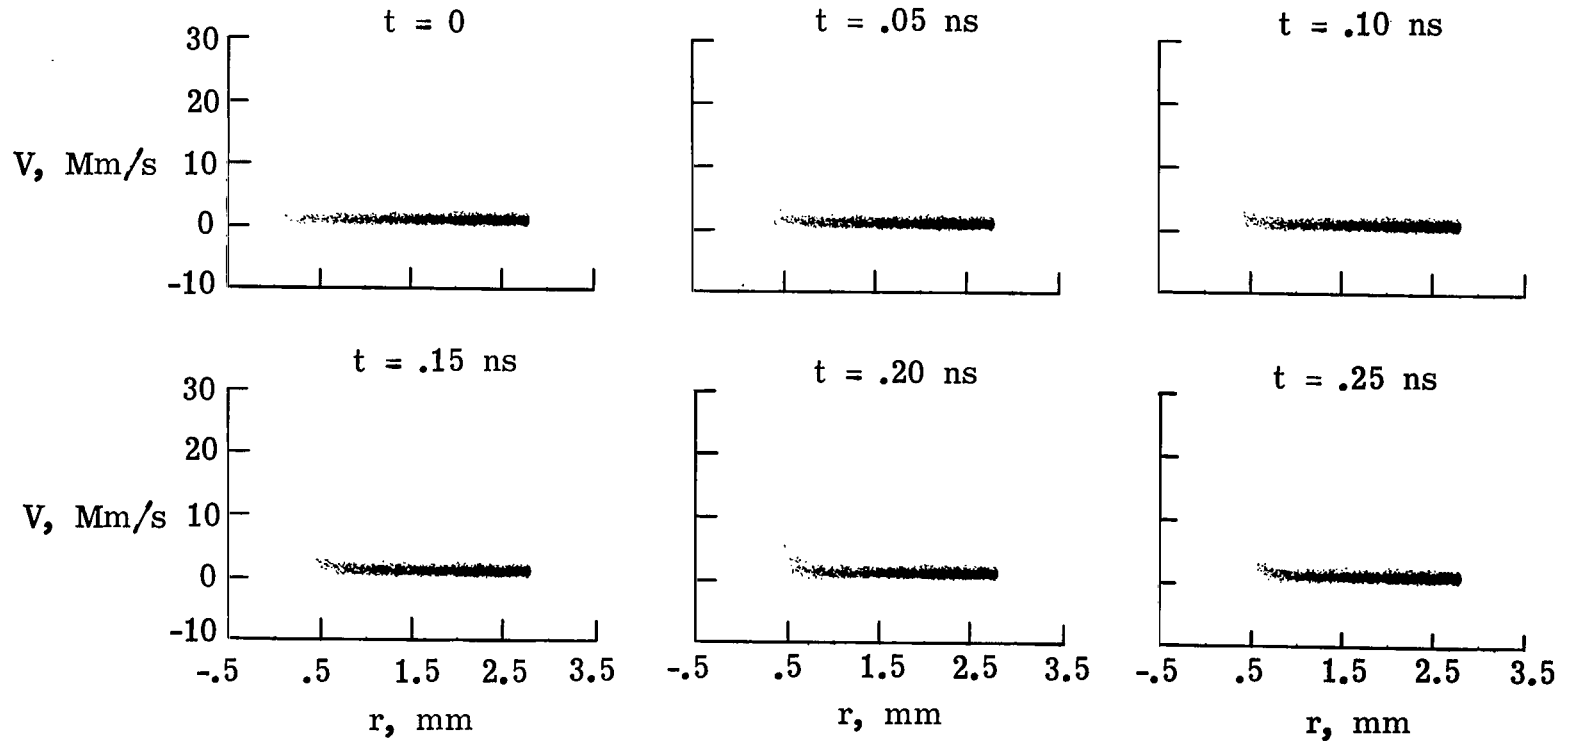 t = 0
t = .05 ns
t = .10 ns
30
20
V, Mm/s 10
0
-10
t = .15 ns
t = .20 ns
t = .25 ns
30
20
V, Mm/s 10
0
-10
-.5 .5 1.5 2.5 3.5
-.5 .5 1.5 2.5 3.5
-.5 .5 1.5 2.5 3.5
r, mm
r, mm
r, mm